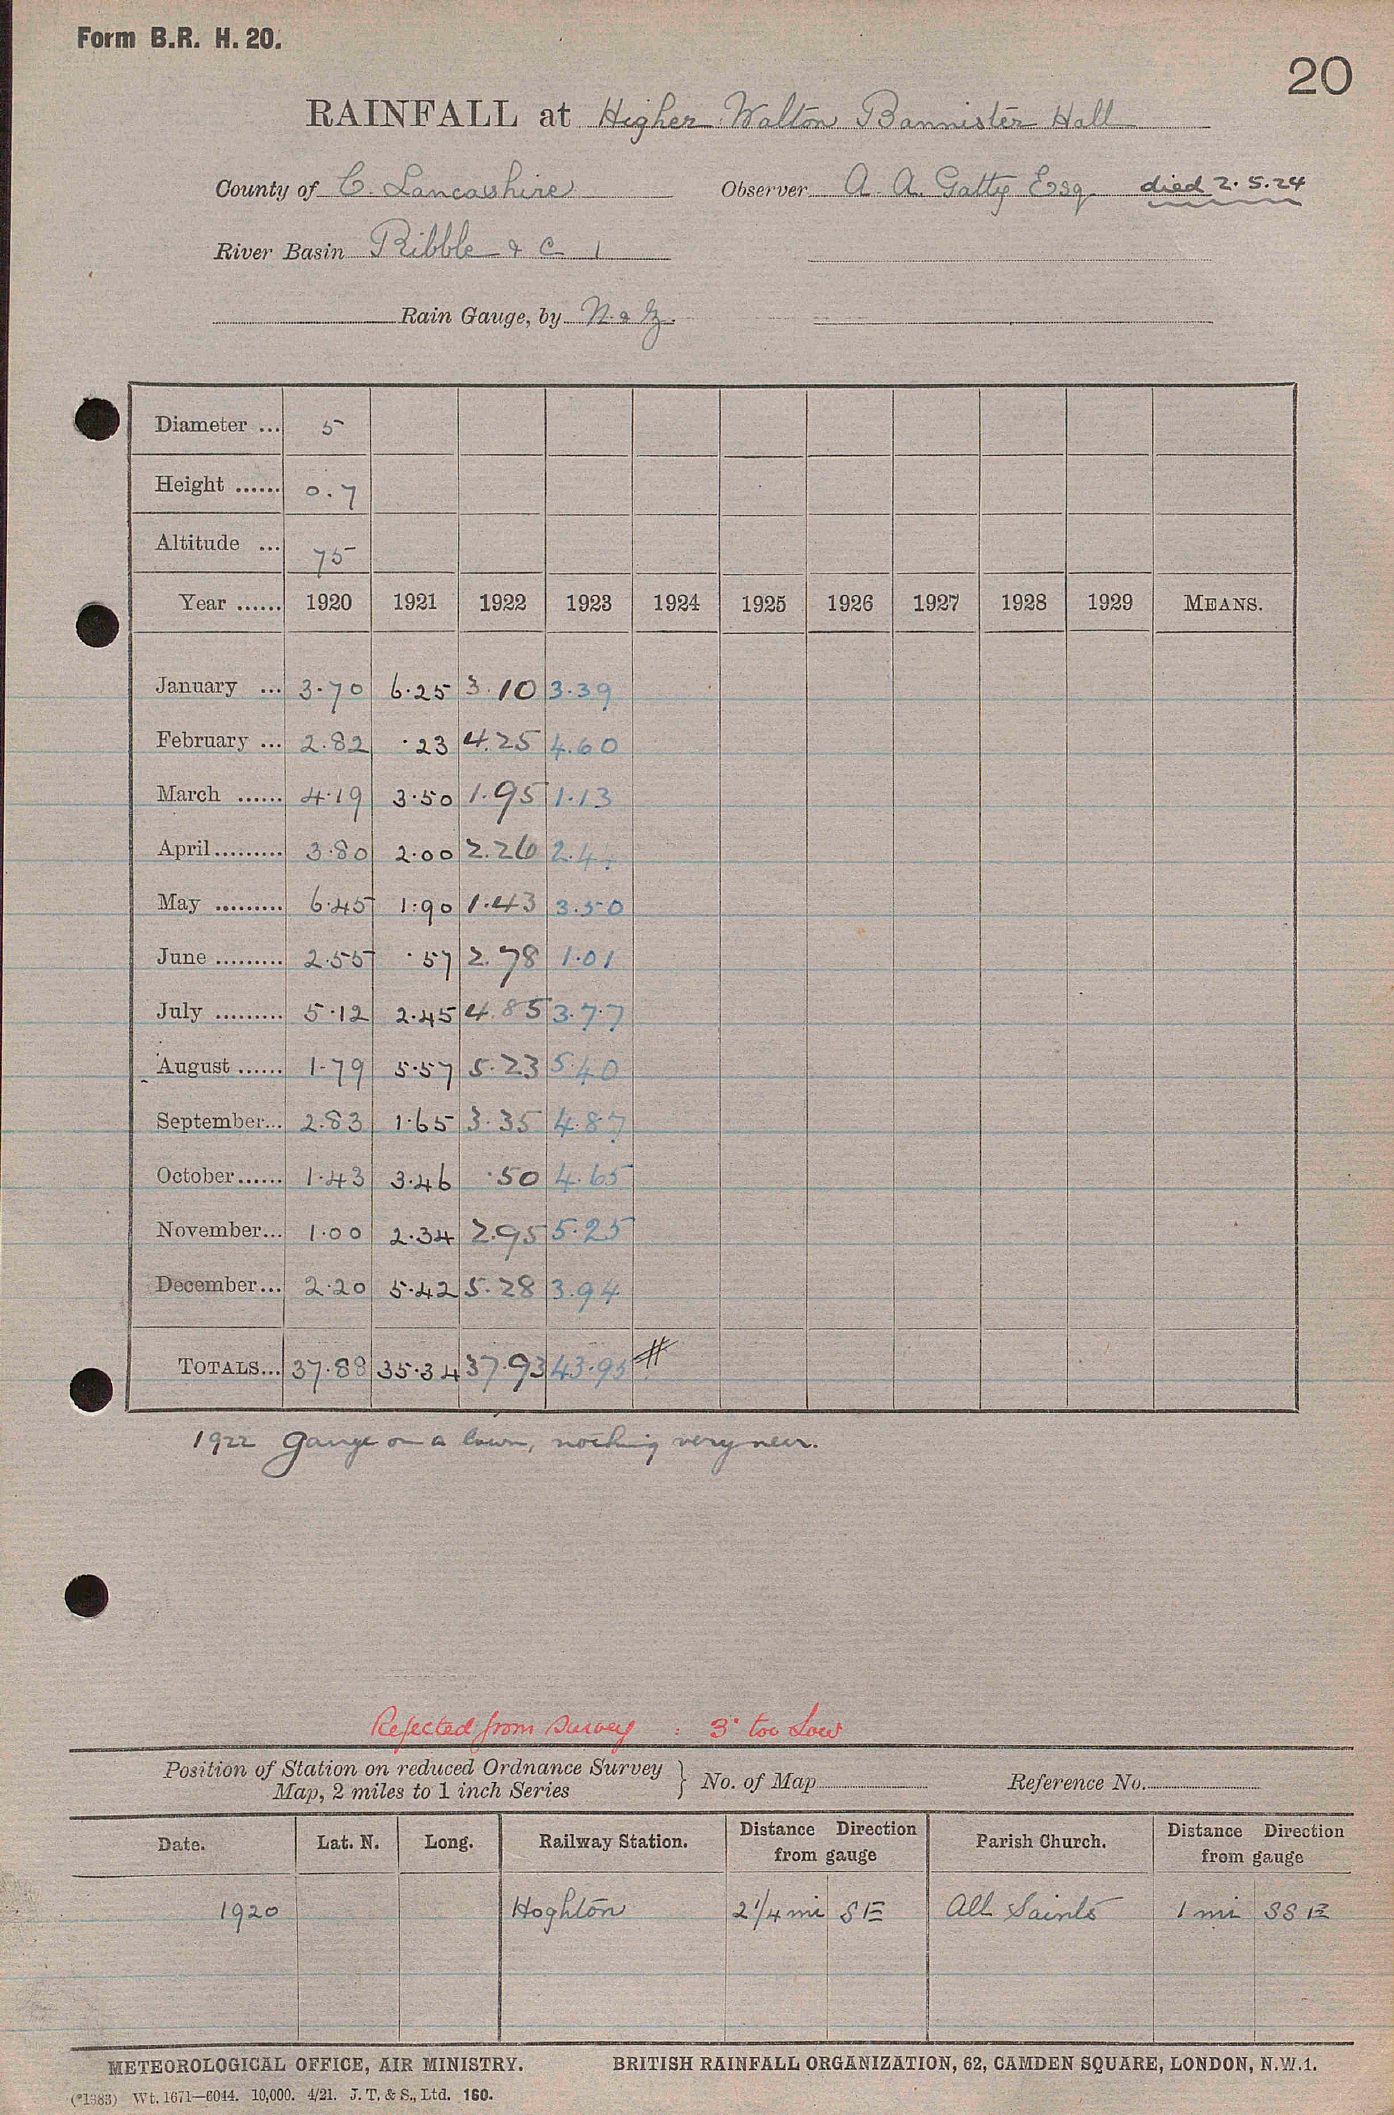 Form B.R. H. 20.
20
RAINFALL at Higher Walton Bannister Hall
County of C. Lancashire Observer A. A. Gatty Esq. died 2.5.24
River Basin Ribble & C 1
Rain Gauge, by N. & Z.
Diameter ... 5
Height ...... 0.7
Altitude ... 75
Year ...... 1920 1921 1922 1923 1924 1925 1926 1927 1928 1929 MEANS.
January ... 3.70 6.25 3.10 3.39
February ... 2.82 .23 4.25 4.60
March ...... 4.19 3.50 1.95 1.13
April ......... 3.80 2.00 2.26 2.4
May ......... 6.45 1.90 1.43 3.50
June ......... 2.55 .57 2.78 1.01
July ......... 5.12 2.45 4.85 3.77
August ...... 1.79 5.57 5.23 5.40
September... 2.83 1.65 3.35 4.87
October...... 1.43 3.46 .50 4.65
November... 1.00 2.34 2.95 5.25
December... 2.20 5.42 5.28 3.94
TOTALS... 37.88 35.34 37.93 43.95 #
1922 Gauge on a lawn, nothing very near.
Rejected from survey : 3" too Low
Position of Station on reduced Ordnance Survey
Map, 2 miles to 1 inch Series } No. of Map Reference No.
Date. Lat. N. Long. Railway Station. Distance Direction from gauge Parish Church. Distance Direction from gauge
1920 Hoghton 2 1/4 mi SE All Saints 1 mi SSE
METEOROLOGICAL OFFICE, AIR MINISTRY. BRITISH RAINFALL ORGANIZATION, 62, CAMDEN SQUARE, LONDON, N.W.1.
(*1383) Wt. 1671—6044. 10,000. 4/21. J. T. & S., Ltd. 160.